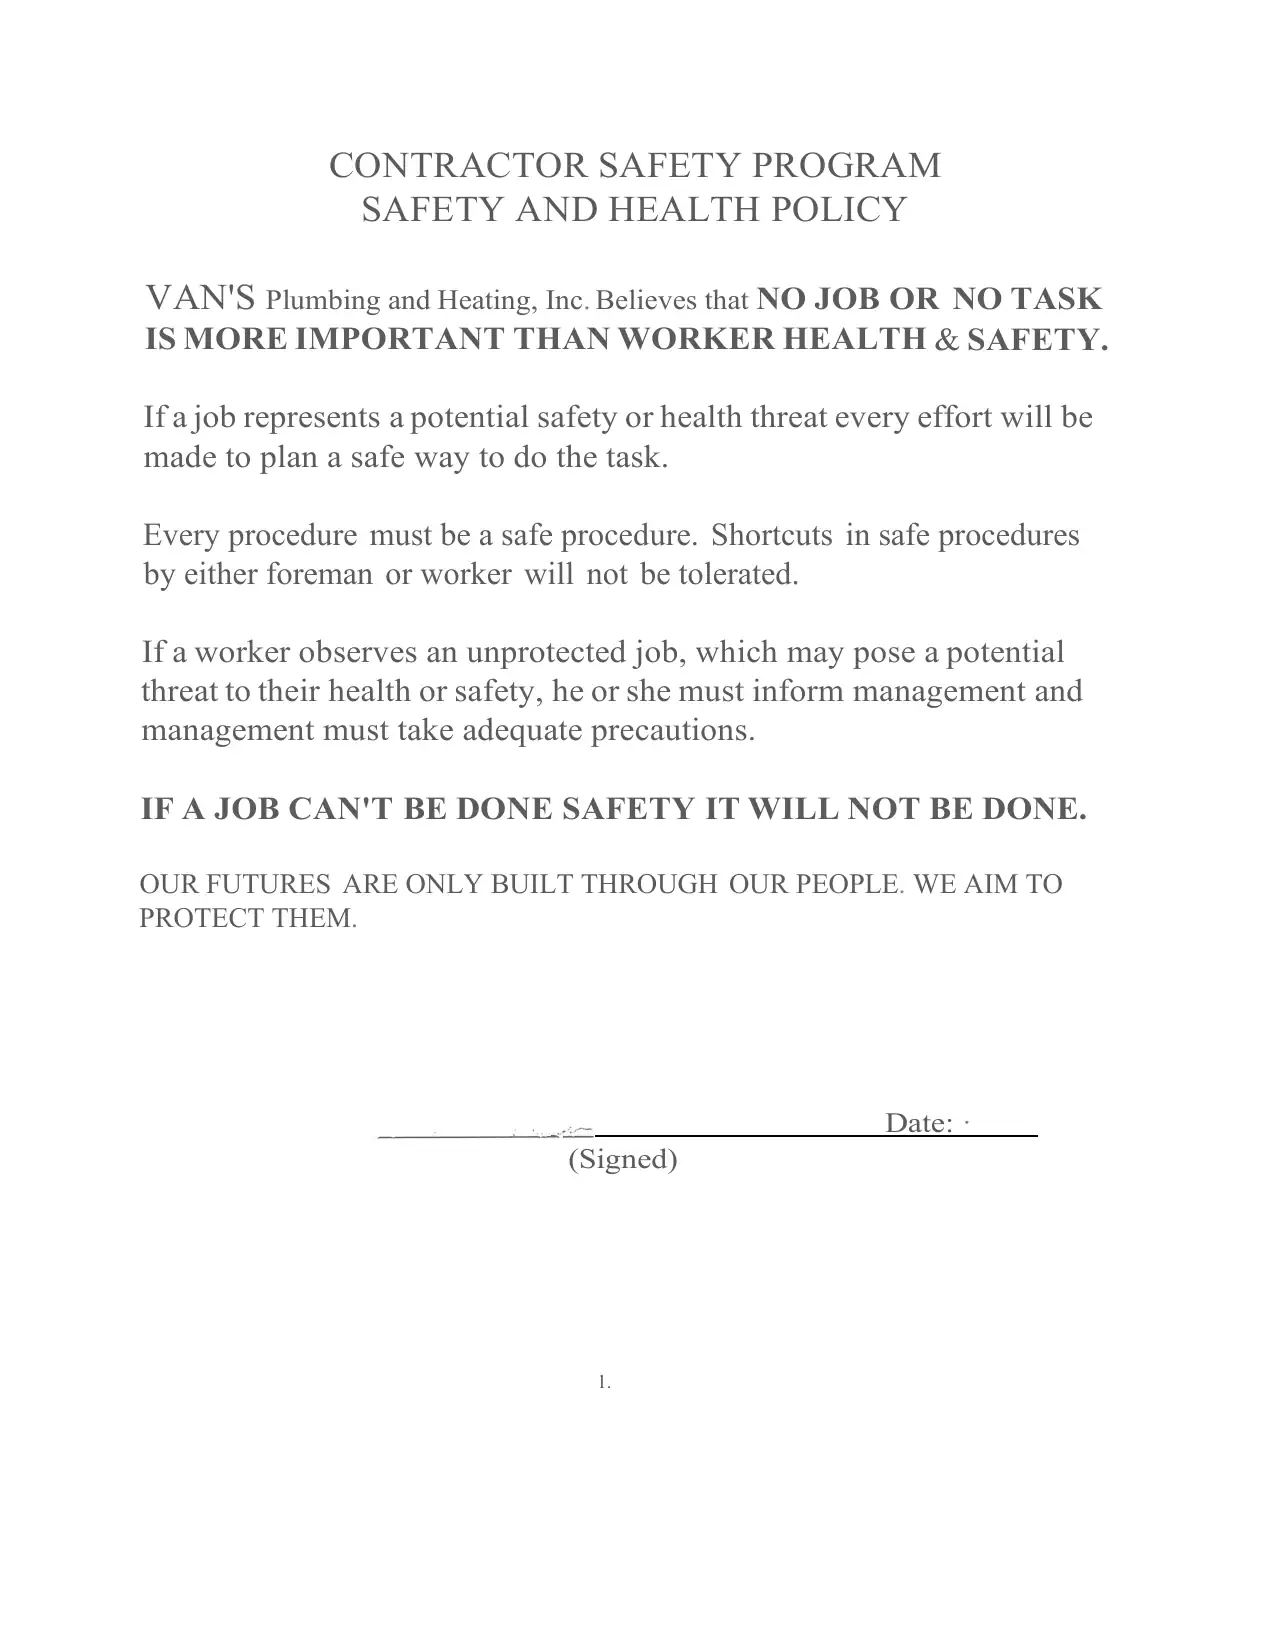 CONTRACTOR SAFETY PROGRAM
SAFETY AND HEALTH POLICY
VAN'S Plumbing and Heating, Inc. Believes that NO JOB OR NO TASK
IS MORE IMPORTANT THAN WORKER HEALTH & SAFETY.
If a job represents a potential safety or health threat every effort will be
made to plan a safe way to do the task.
Every procedure must be a safe procedure. Shortcuts in safe procedures
by either foreman or worker will not be tolerated.
If a worker observes an unprotected job, which may pose a potential
threat to their health or safety, he or she must inform management and
management must take adequate precautions.
IF A JOB CAN'T BE DONE SAFETY IT WILL NOT BE DONE.
OUR FUTURES ARE ONLY BUILT THROUGH OUR PEOPLE. WE AIM TO
PROTECT THEM.
Date:
(Signed)
1.